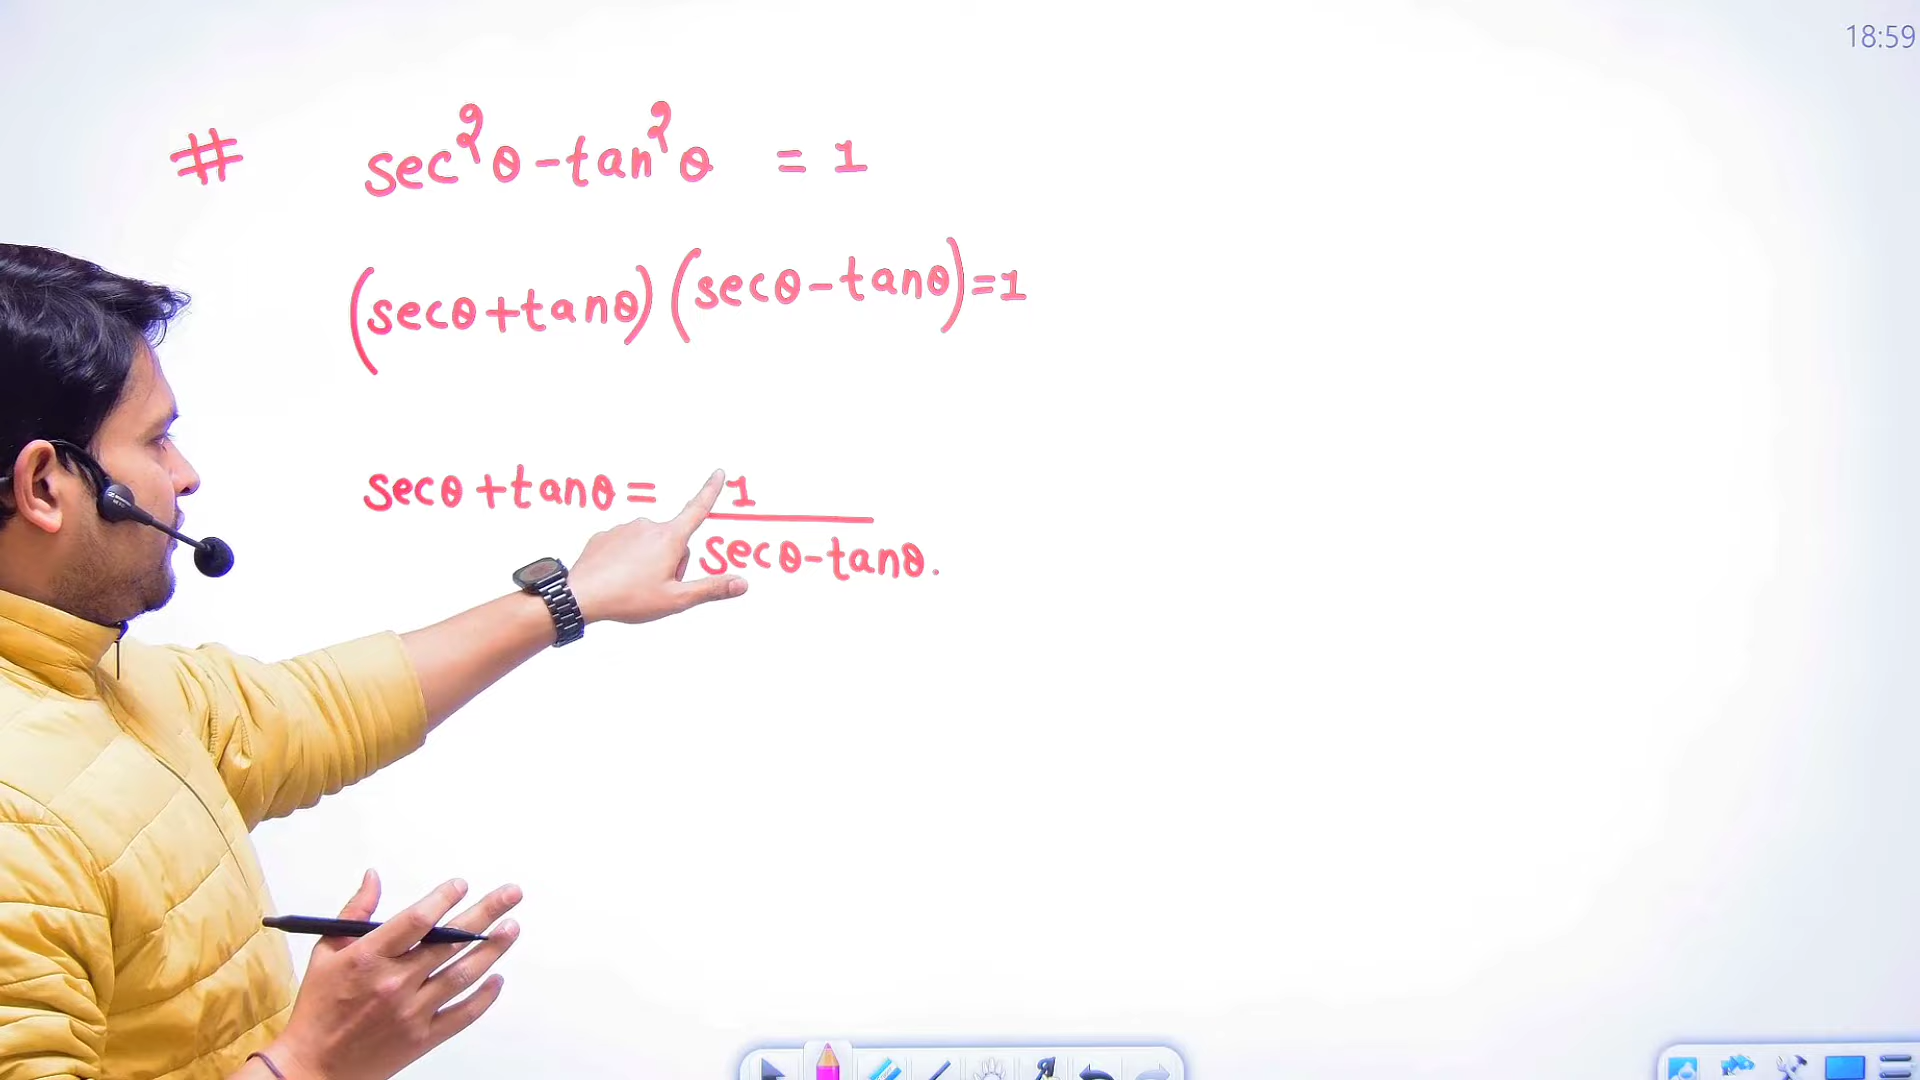 18:59
# sec²θ-tan²θ = 1
(secθ+tanθ)(secθ-tanθ)=1
secθ+tanθ= 1
secθ-tanθ.